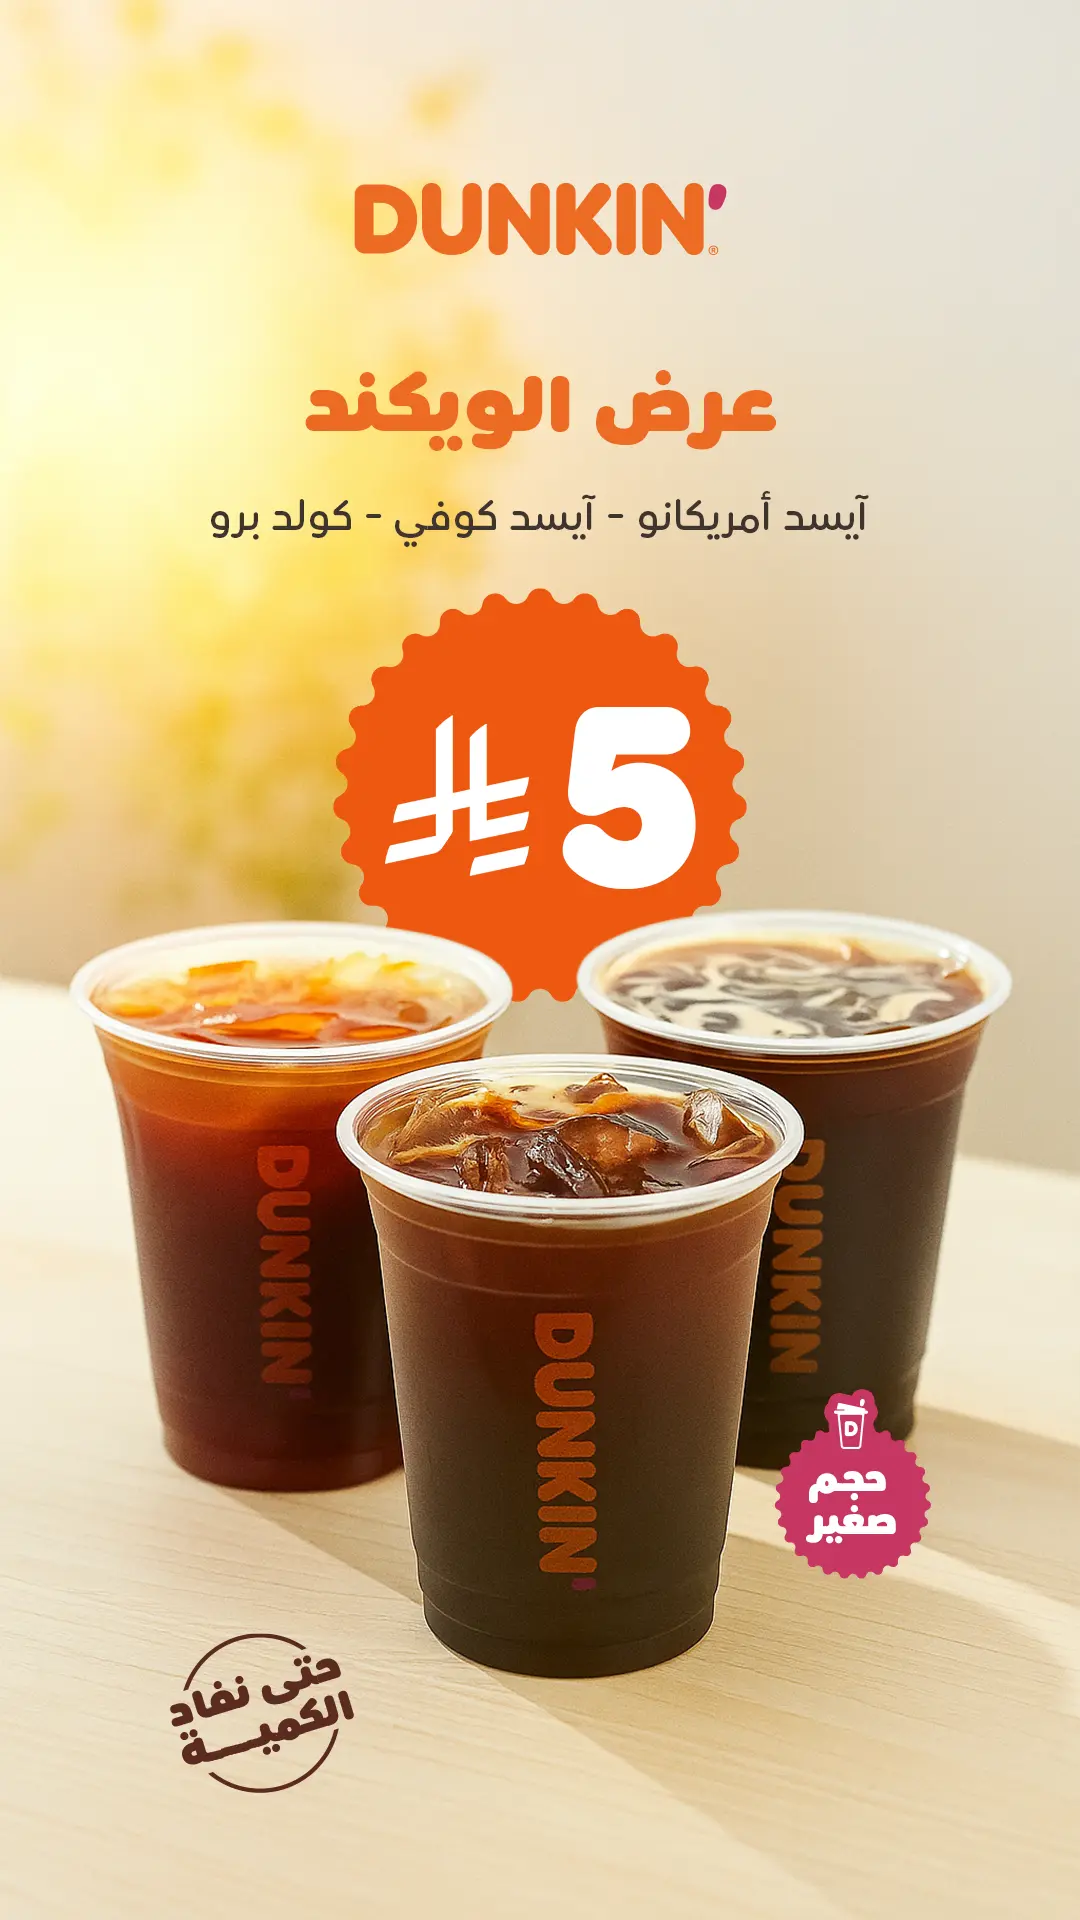 DUNKIN'®
عرض الويكند
آيسد أمريكانو - آيسد كوفي - كولد برو
5 ⃁
DUNKIN'
DUNKIN'
DUNKIN
D
حجم
صغير
حتى نفاد
الكميـــة